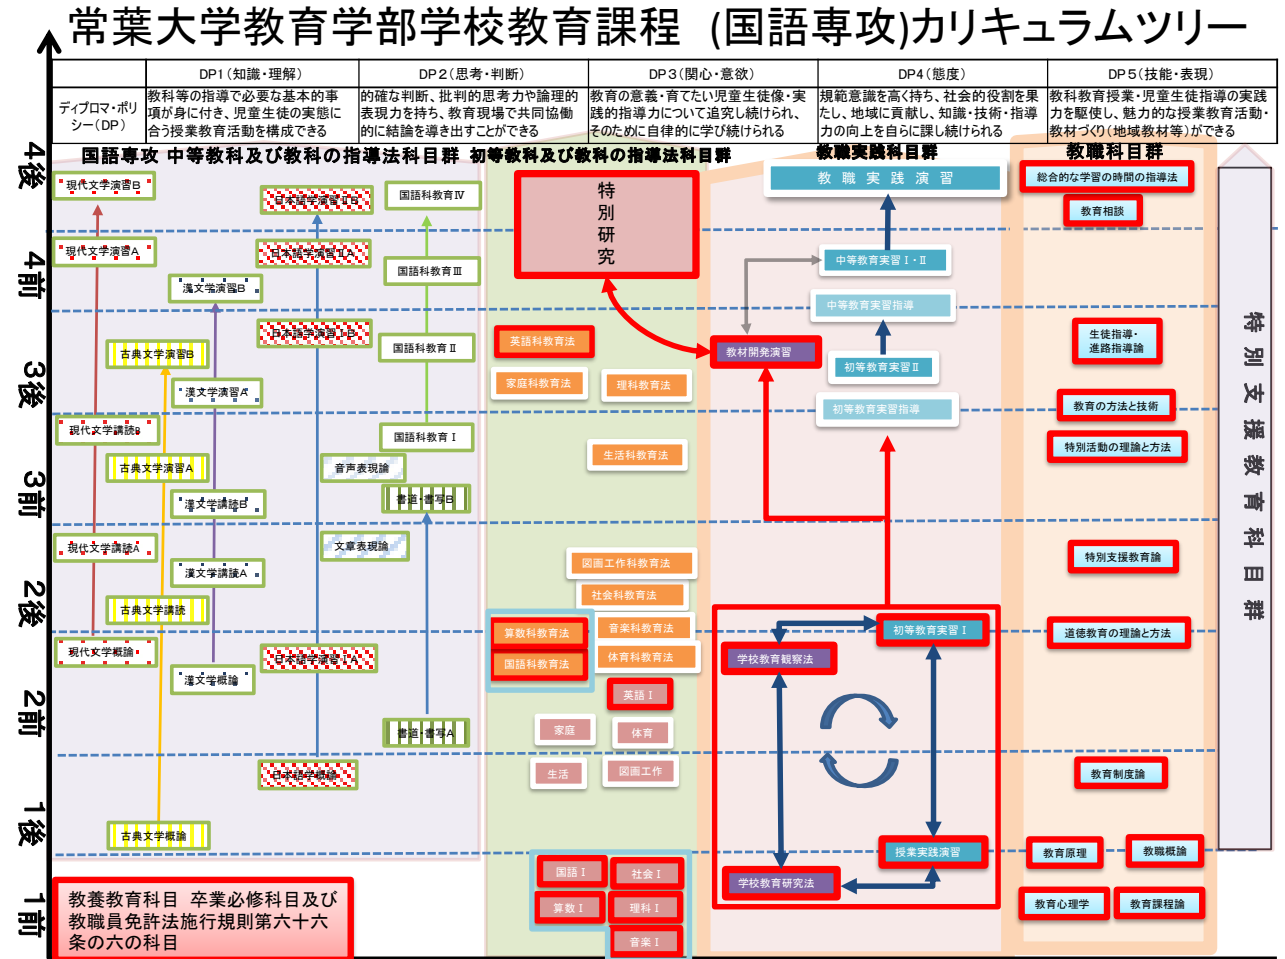 常葉大学教育学部学校教育課程 (国語専攻)カリキュラムツリー
ディプロマ・ポリ
シー(DP)
DP1(知識・理解)
DP2(思考・判断)
DP3(関心・意欲)
DP4(態度)
DP5(技能・表現)
教科等の指導で必要な基本的事
項が身に付き、児童生徒の実態に
合う授業教育活動を構成できる
的確な判断、批判的思考力や論理的
表現力を持ち、教育現場で共同協働
的に結論を導き出すことができる
教育の意義・育てたい児童生徒像・実
践的指導力について追究し続けられ、
そのために自律的に学び続けられる
規範意識を高く持ち、社会的役割を果
たし、地域に貢献し、知識・技術・指導
力の向上を自らに課し続けられる
教科教育授業・児童生徒指導の実践
力を駆使し、魅力的な授業教育活動・
教材づくり(地域教材等)ができる
国語専攻 中等教科及び教科の指導法科目群
初等教科及び教科の指導法科目群
教職実践科目群
教職科目群
4後
4前
3後
3前
2後
2前
1後
1前
現代文学演習B
現代文学演習A
現代文学講読B
現代文学講読A
現代文学概論
古典文学演習B
古典文学演習A
古典文学講読
古典文学概論
漢文学演習B
漢文学演習A
漢文学講読B
漢文学講読A
漢文学概論
日本語学演習ⅡB
日本語学演習ⅡA
日本語学演習ⅠB
日本語学演習ⅠA
日本語学概論
国語科教育Ⅳ
国語科教育Ⅲ
国語科教育Ⅱ
国語科教育Ⅰ
音声表現論
書道・書写B
文章表現論
書道・書写A
特
別
研
究
英語科教育法
家庭科教育法
理科教育法
生活科教育法
図画工作科教育法
社会科教育法
算数科教育法
音楽科教育法
国語科教育法
体育科教育法
英語Ⅰ
家庭
体育
生活
図画工作
国語Ⅰ
社会Ⅰ
算数Ⅰ
理科Ⅰ
音楽Ⅰ
教職実践演習
中等教育実習Ⅰ・Ⅱ
中等教育実習指導
教材開発演習
初等教育実習Ⅱ
初等教育実習指導
初等教育実習Ⅰ
学校教育観察法
授業実践演習
学校教育研究法
総合的な学習の時間の指導法
教育相談
生徒指導・
進路指導論
教育の方法と技術
特別活動の理論と方法
特別支援教育論
道徳教育の理論と方法
教育制度論
教育原理
教職概論
教育心理学
教育課程論
特別支援教育科目群
教養教育科目 卒業必修科目及び
教職員免許法施行規則第六十六
条の六の科目